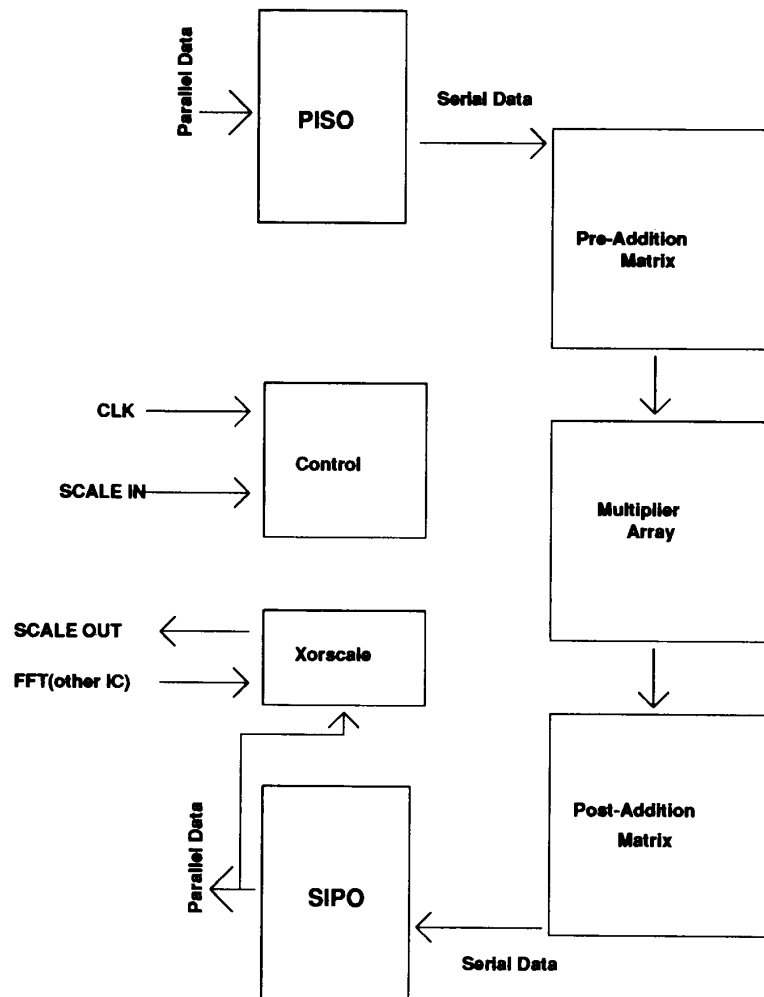 Parallel Data
PISO
Serial Data
Pre-Addition
Matrix
CLK
Control
SCALE IN
Multiplier
Array
SCALE OUT
Xorscale
FFT(other IC)
Post-Addition
Matrix
Parallel Data
SIPO
Serial Data